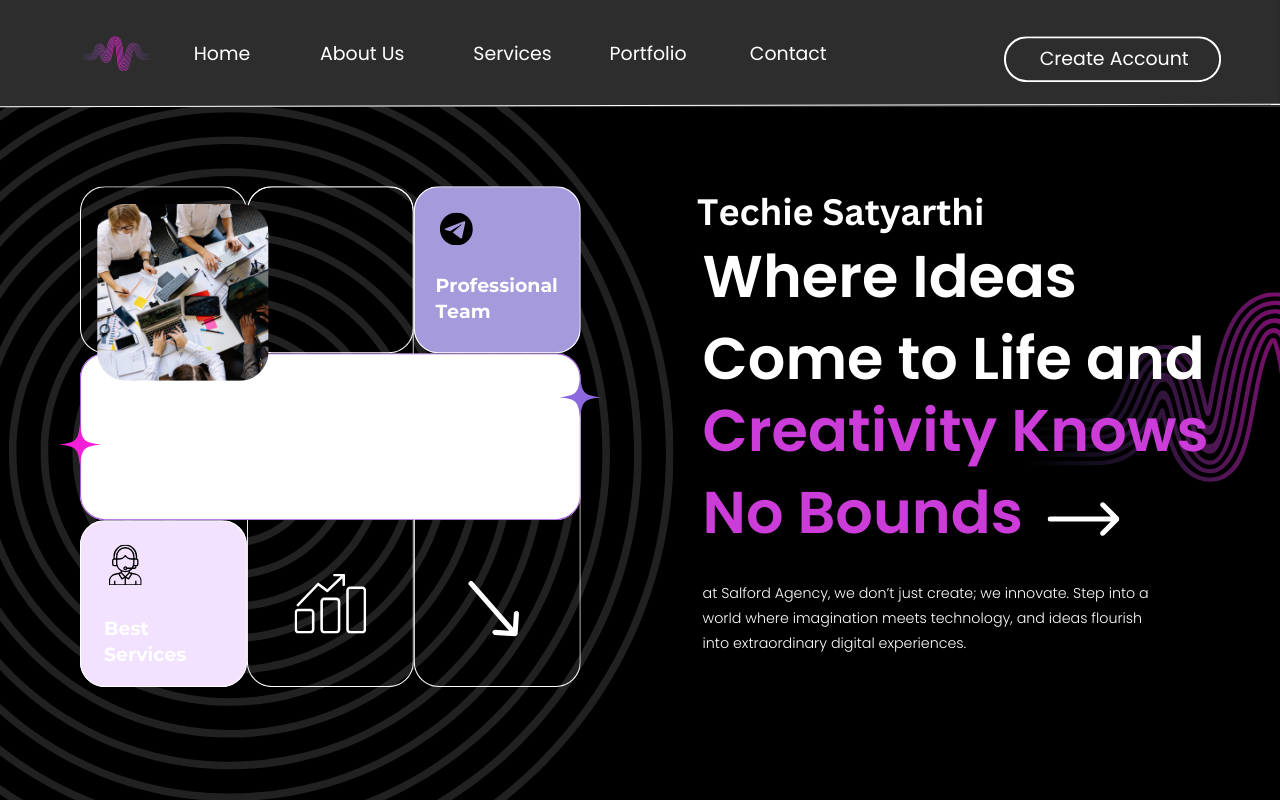 Home
About Us
Services
Portfolio
Contact
Create Account
Professional
Team
Best
Services
Techie Satyarthi
Where Ideas
Come to Life and
Creativity Knows
No Bounds
at Salford Agency, we don't just create; we innovate. Step into a
world where imagination meets technology, and ideas flourish
into extraordinary digital experiences.